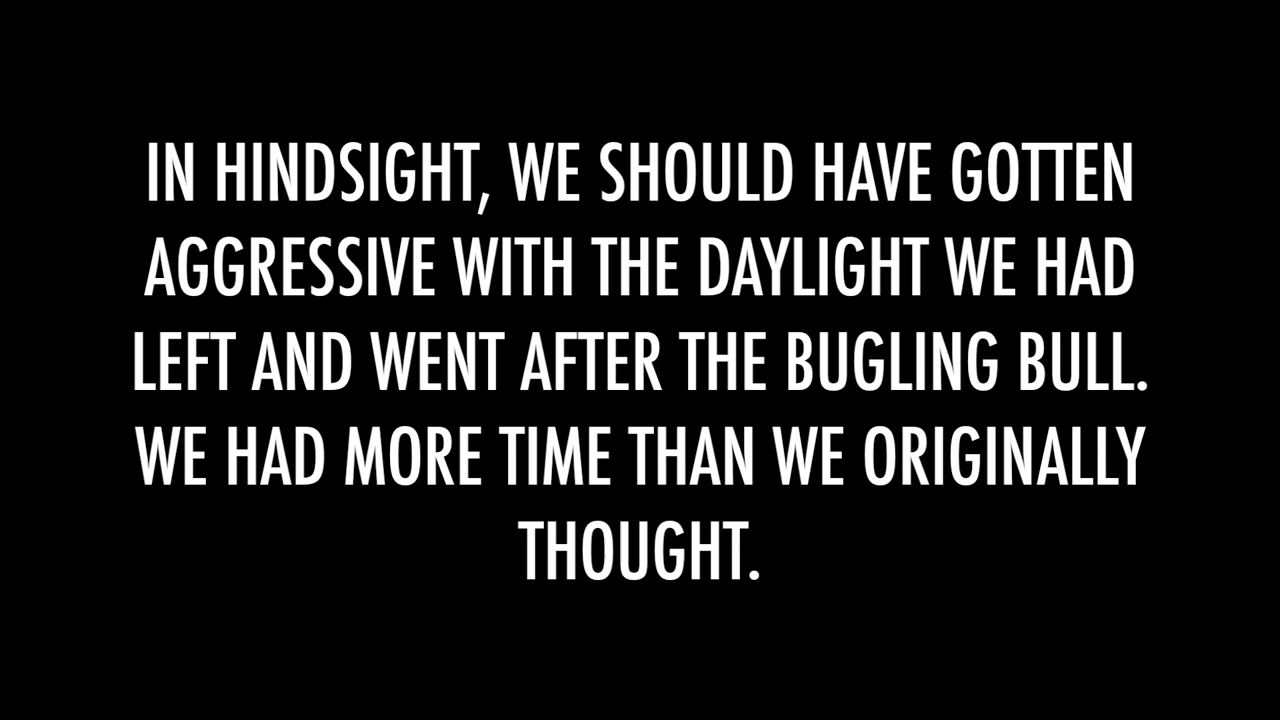 IN HINDSIGHT, WE SHOULD HAVE GOTTEN
AGGRESSIVE WITH THE DAYLIGHT WE HAD
LEFT AND WENT AFTER THE BUGLING BULL.
WE HAD MORE TIME THAN WE ORIGINALLY
THOUGHT.